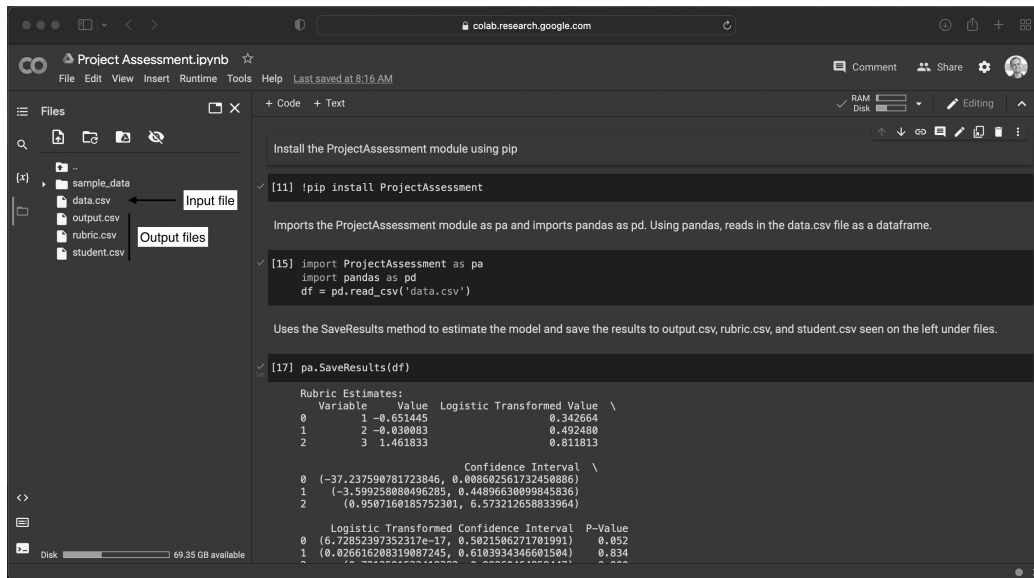 colab.research.google.com
Project Assessment.ipynb
File Edit View Insert Runtime Tools Help Last saved at 8:16 AM
Comment Share
Files
+ Code + Text
RAM
Disk
Editing
..
sample_data
data.csv
output.csv
rubric.csv
student.csv
Input file
Output files
{x}
Install the ProjectAssessment module using pip
[11] !pip install ProjectAssessment
Imports the ProjectAssessment module as pa and imports pandas as pd. Using pandas, reads in the data.csv file as a dataframe.
[15] import ProjectAssessment as pa
import pandas as pd
df = pd.read_csv('data.csv')
Uses the SaveResults method to estimate the model and save the results to output.csv, rubric.csv, and student.csv seen on the left under files.
[17] pa.SaveResults(df)
Rubric Estimates:
Variable Value Logistic Transformed Value \
0 1 -0.651445 0.342664
1 2 -0.030083 0.492480
2 3 1.461833 0.811813
Confidence Interval \
0 (-37.237590781723846, 0.008602561732450886)
1 (-3.599258080496285, 0.44896630099845836)
2 (0.9507160185752301, 6.573212658833964)
Logistic Transformed Confidence Interval P-Value
0 (6.72852397352317e-17, 0.5021506271701991) 0.052
1 (0.026616208319087245, 0.6103934346601504) 0.834
Disk 69.35 GB available